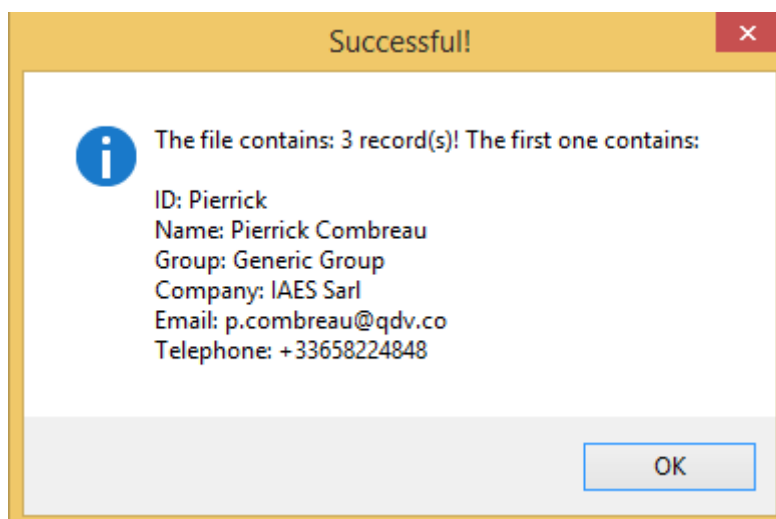 Successful!
The file contains: 3 record(s)! The first one contains:
ID: Pierrick
Name: Pierrick Combreau
Group: Generic Group
Company: IAES Sarl
Email: p.combreau@qdv.co
Telephone: +33658224848
OK